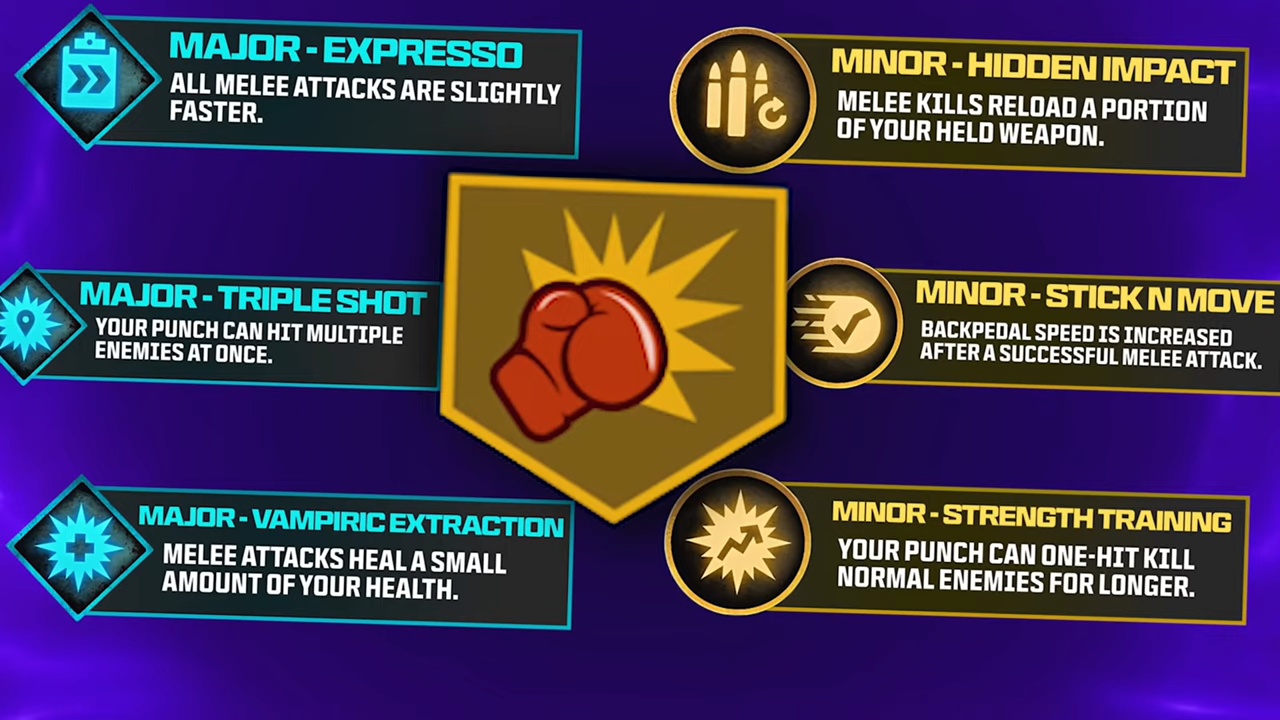 MAJOR - EXPRESSO
ALL MELEE ATTACKS ARE SLIGHTLY
FASTER.
MINOR - HIDDEN IMPACT
MELEE KILLS RELOAD A PORTION
OF YOUR HELD WEAPON.
MAJOR - TRIPLE SHOT
YOUR PUNCH CAN HIT MULTIPLE
ENEMIES AT ONCE.
MINOR - STICK N MOVE
BACKPEDAL SPEED IS INCREASED
AFTER A SUCCESSFUL MELEE ATTACK.
MAJOR - VAMPIRIC EXTRACTION
MELEE ATTACKS HEAL A SMALL
AMOUNT OF YOUR HEALTH.
MINOR - STRENGTH TRAINING
YOUR PUNCH CAN ONE-HIT KILL
NORMAL ENEMIES FOR LONGER.